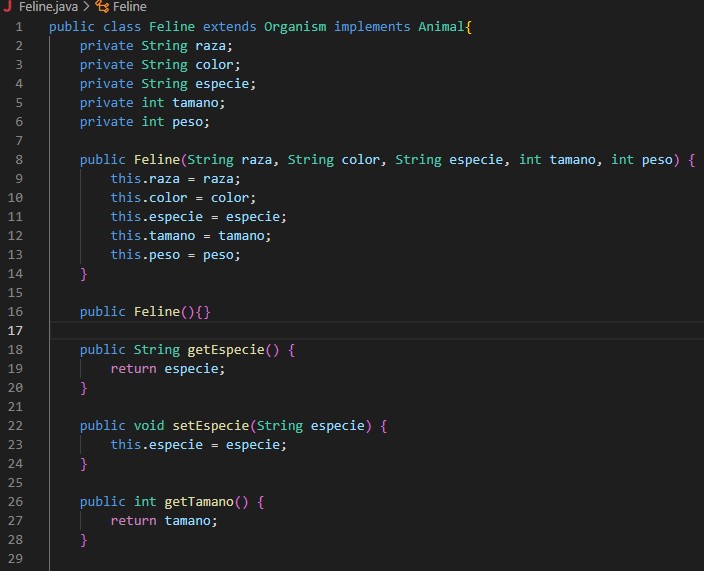 Feline.java > Feline
1 public class Feline extends Organism implements Animal{
2     private String raza;
3     private String color;
4     private String especie;
5     private int tamano;
6     private int peso;
7
8     public Feline(String raza, String color, String especie, int tamano, int peso) {
9         this.raza = raza;
10         this.color = color;
11         this.especie = especie;
12         this.tamano = tamano;
13         this.peso = peso;
14     }
15
16     public Feline(){}
17
18     public String getEspecie() {
19         return especie;
20     }
21
22     public void setEspecie(String especie) {
23         this.especie = especie;
24     }
25
26     public int getTamano() {
27         return tamano;
28     }
29